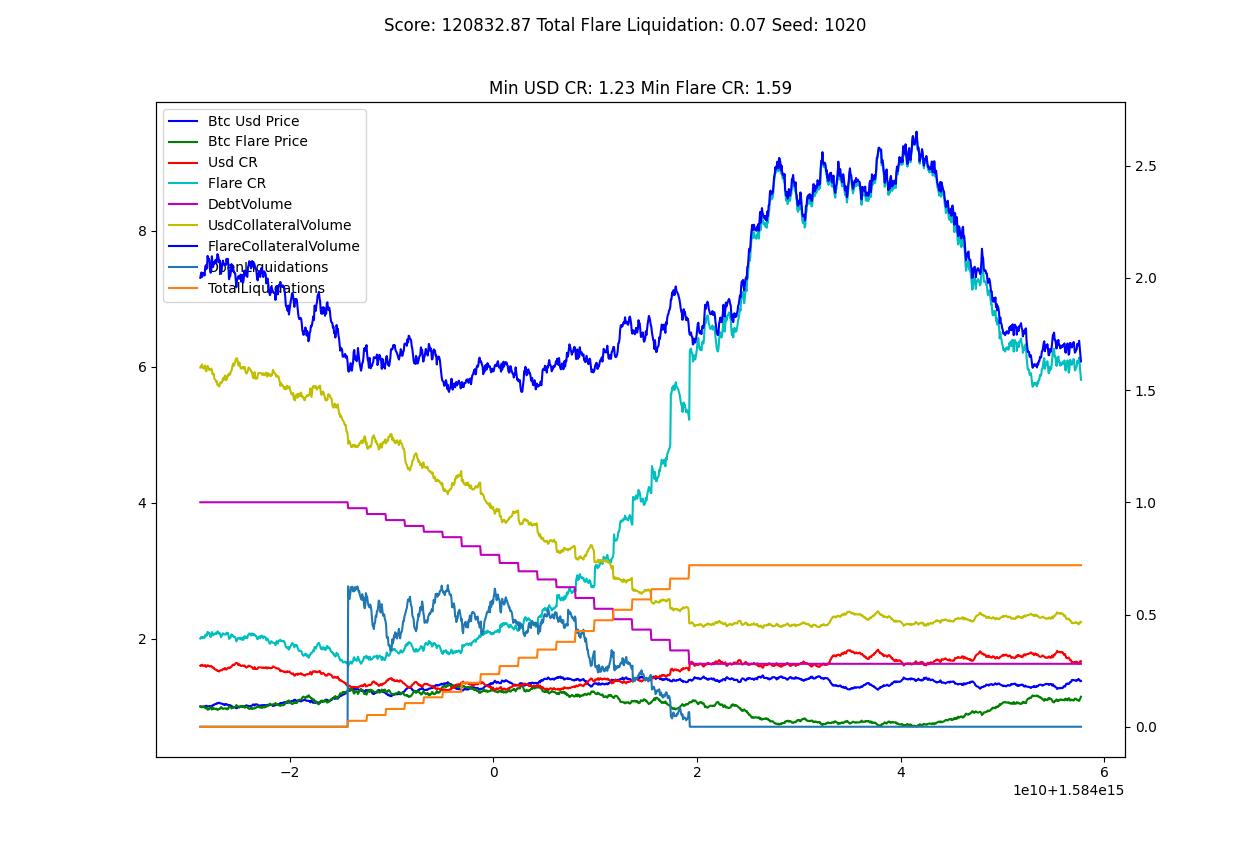 Score: 120832.87 Total Flare Liquidation: 0.07 Seed: 1020
Min USD CR: 1.23 Min Flare CR: 1.59
Btc Usd Price
Btc Flare Price
Usd CR
Flare CR
DebtVolume
UsdCollateralVolume
FlareCollateralVolume
OpenLiquidations
TotalLiquidations
8
6
4
2
2.5
2.0
1.5
1.0
0.5
0.0
−2
0
2
4
6
1e10+1.584e15